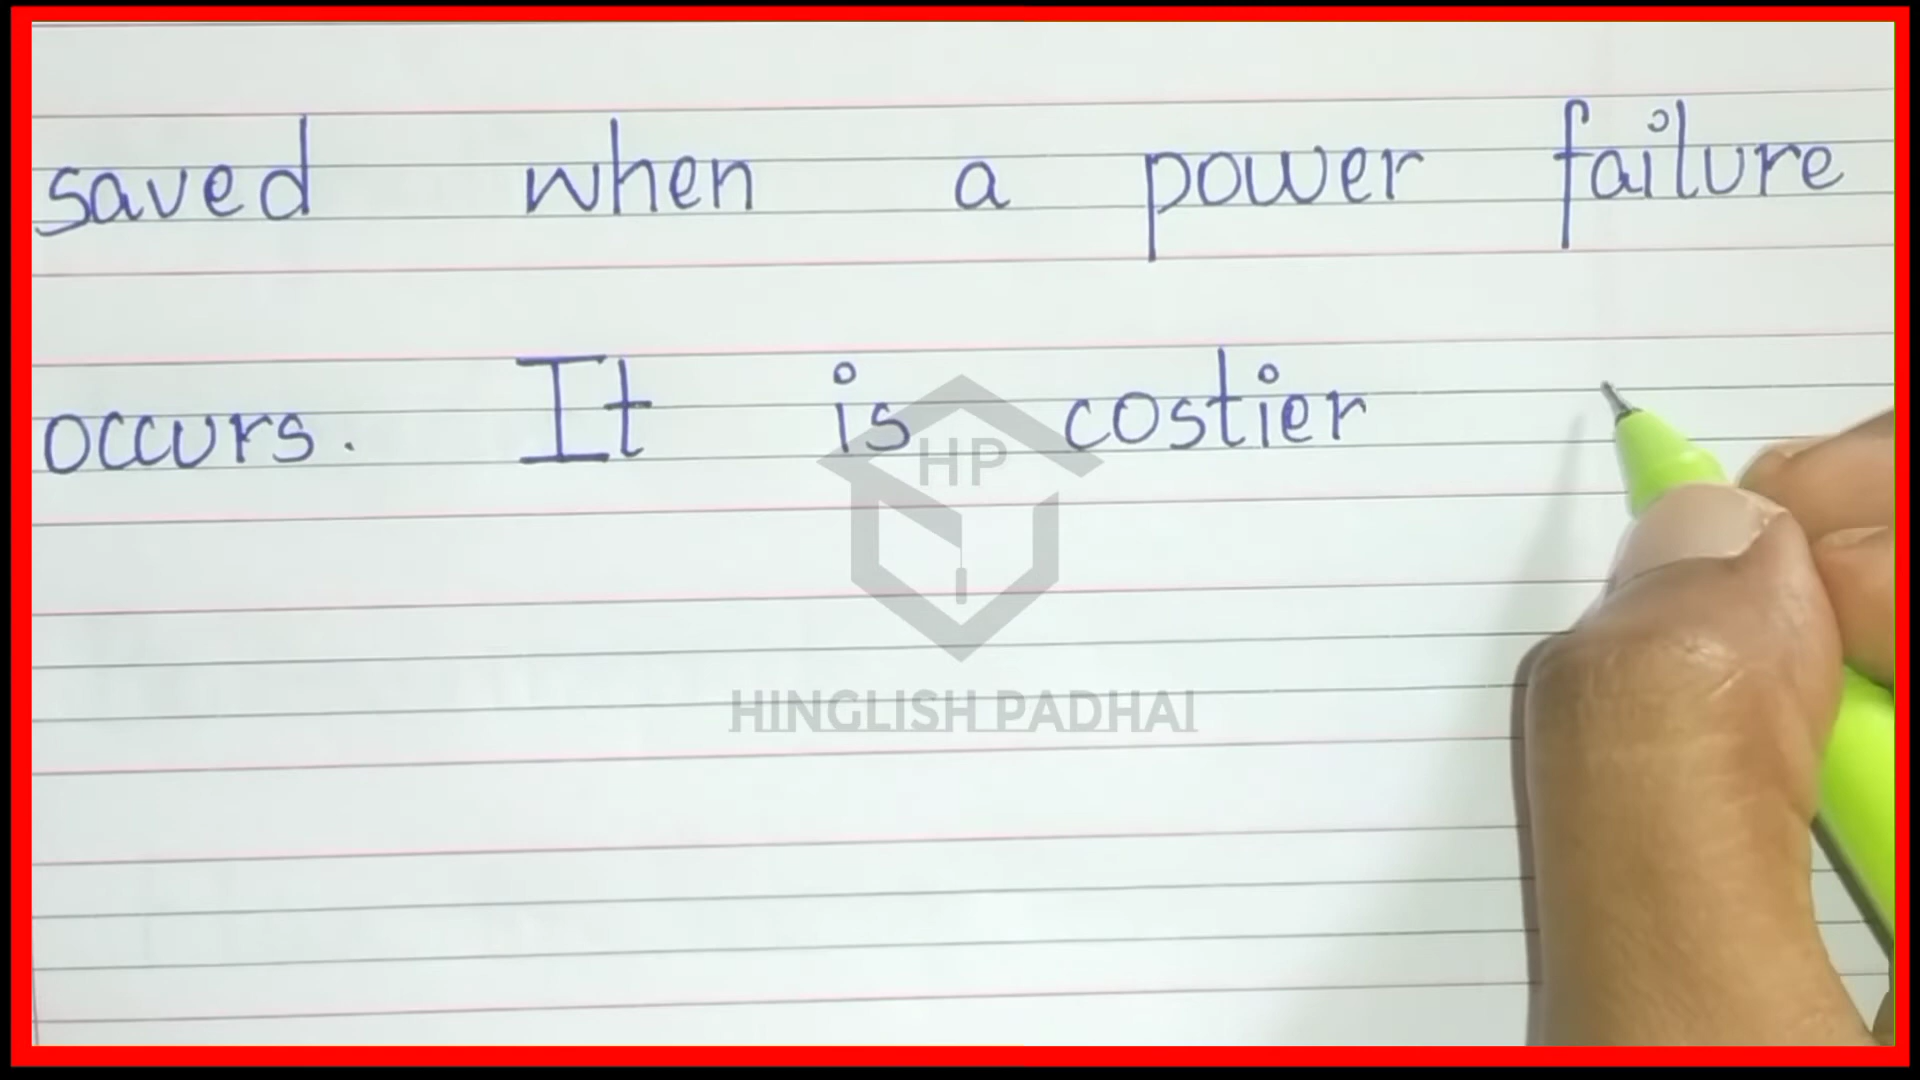 saved when a power failure
occurs. It is costier
HP
HINGLISH PADHAI